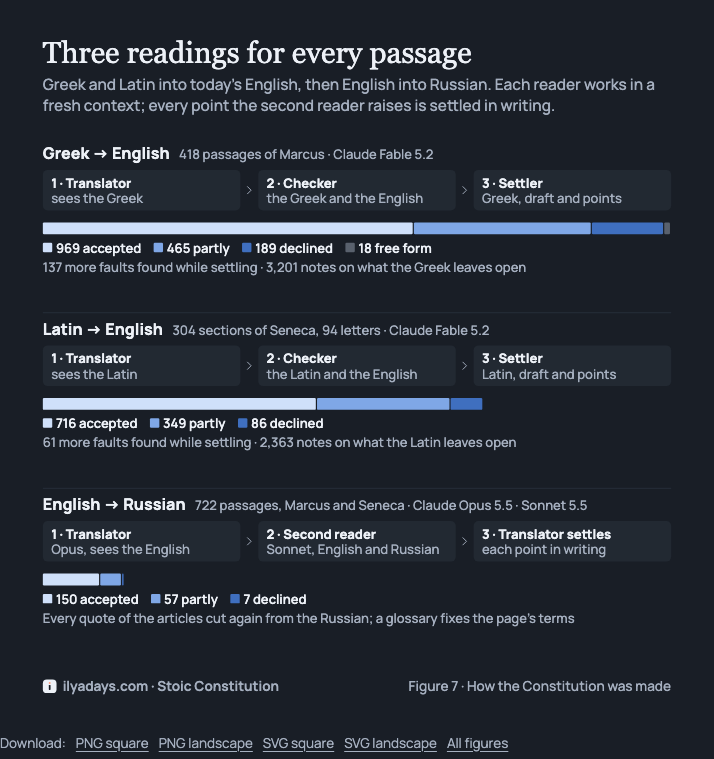 Three readings for every passage
Greek and Latin into today's English, then English into Russian. Each reader works in a
fresh context; every point the second reader raises is settled in writing.
Greek → English 418 passages of Marcus · Claude Fable 5.2
1 · Translator › 2 · Checker › 3 · Settler
sees the Greek the Greek and the English Greek, draft and points
969 accepted 465 partly 189 declined 18 free form
137 more faults found while settling · 3,201 notes on what the Greek leaves open
Latin → English 304 sections of Seneca, 94 letters · Claude Fable 5.2
1 · Translator › 2 · Checker › 3 · Settler
sees the Latin the Latin and the English Latin, draft and points
716 accepted 349 partly 86 declined
61 more faults found while settling · 2,363 notes on what the Latin leaves open
English → Russian 722 passages, Marcus and Seneca · Claude Opus 5.5 · Sonnet 5.5
1 · Translator › 2 · Second reader › 3 · Translator settles
Opus, sees the English Sonnet, English and Russian each point in writing
150 accepted 57 partly 7 declined
Every quote of the articles cut again from the Russian; a glossary fixes the page's terms
i ilyadays.com · Stoic Constitution Figure 7 · How the Constitution was made
Download: PNG square PNG landscape SVG square SVG landscape All figures